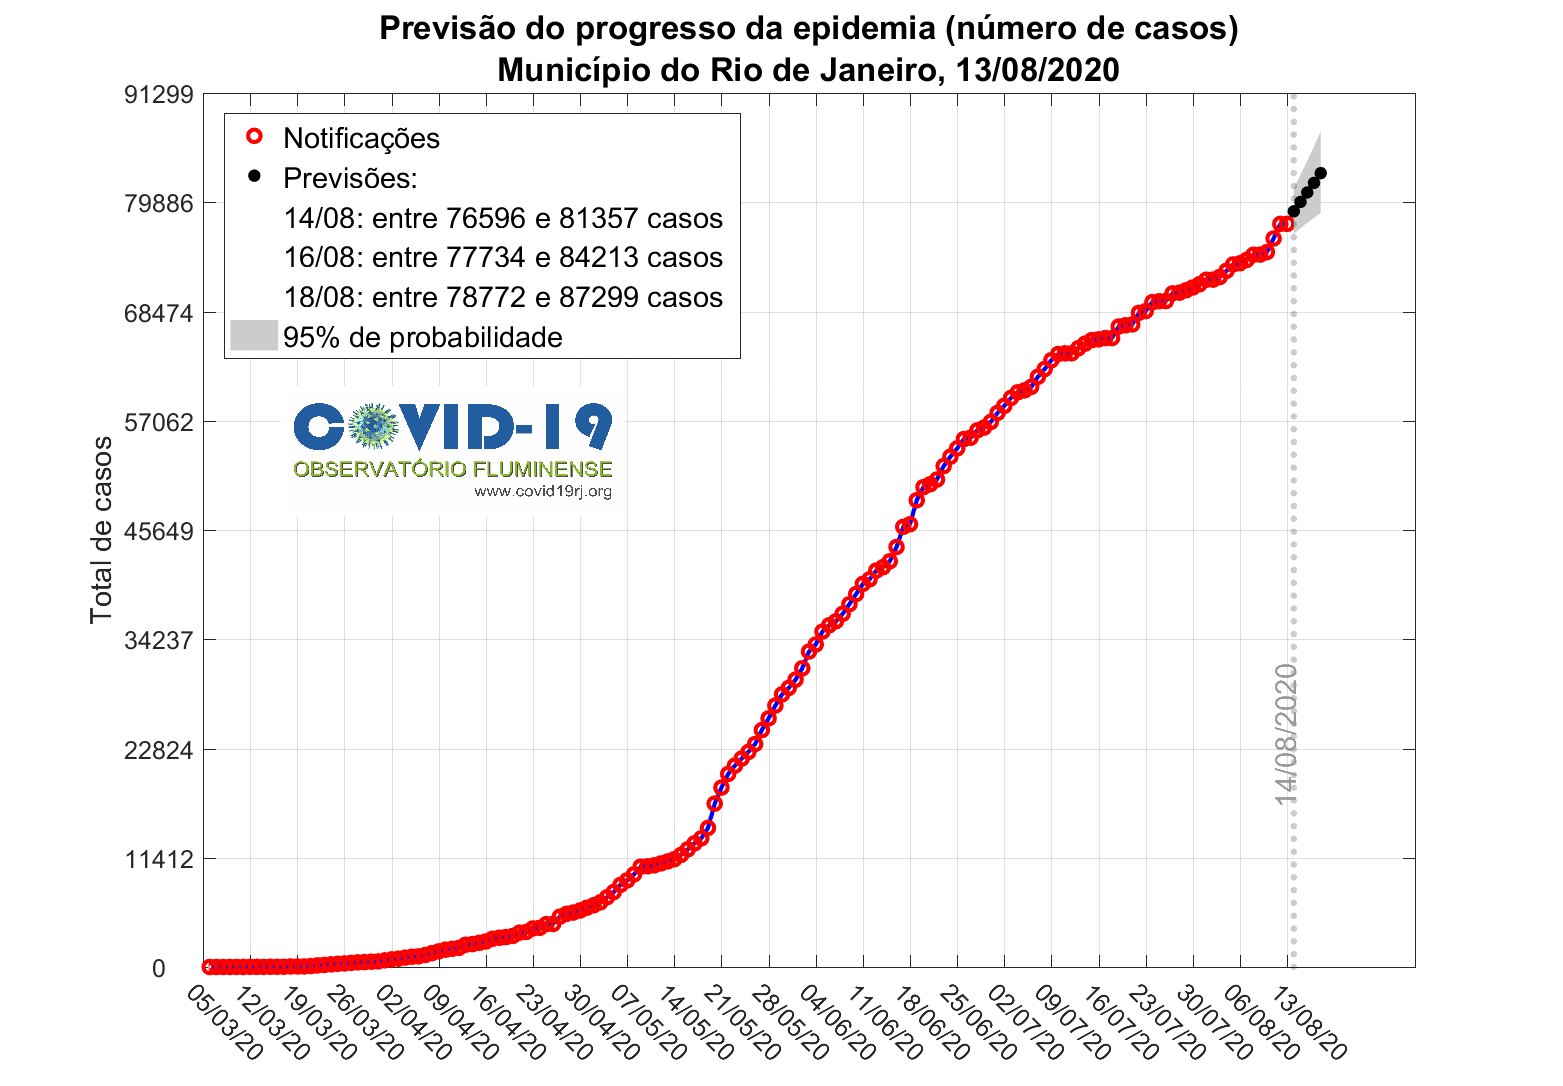 Previsão do progresso da epidemia (número de casos)
Município do Rio de Janeiro, 13/08/2020
Notificações
Previsões:
14/08: entre 76596 e 81357 casos
16/08: entre 77734 e 84213 casos
18/08: entre 78772 e 87299 casos
95% de probabilidade
COVID-19
OBSERVATÓRIO FLUMINENSE
www.covid19rj.org
Total de casos
91299
79886
68474
57062
45649
34237
22824
11412
0
14/08/2020
05/03/20
12/03/20
19/03/20
26/03/20
02/04/20
09/04/20
16/04/20
23/04/20
30/04/20
07/05/20
14/05/20
21/05/20
28/05/20
04/06/20
11/06/20
18/06/20
25/06/20
02/07/20
09/07/20
16/07/20
23/07/20
30/07/20
06/08/20
13/08/20